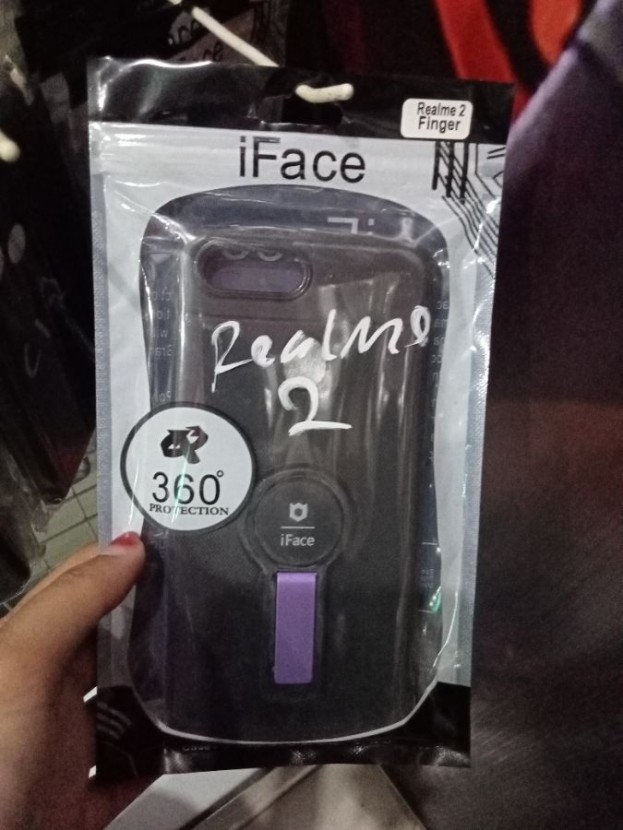 Realme 2
Finger
iFace
Realme
2
360°
PROTECTION
iFace